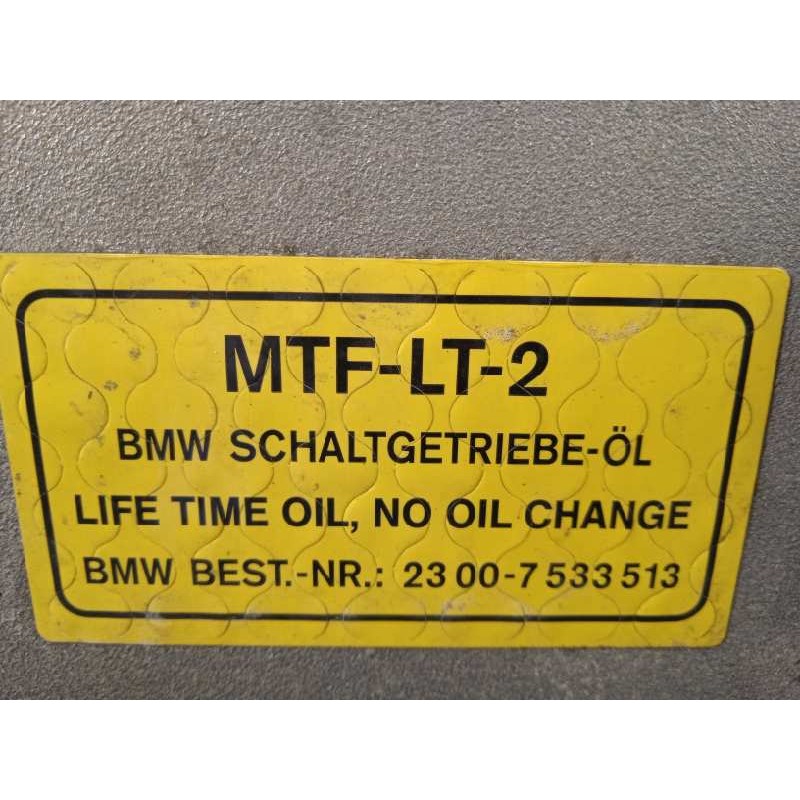 MTF-LT-2
BMW SCHALTGETRIEBE-ÖL
LIFE TIME OIL, NO OIL CHANGE
BMW BEST.-NR.: 23 00-7 533 513